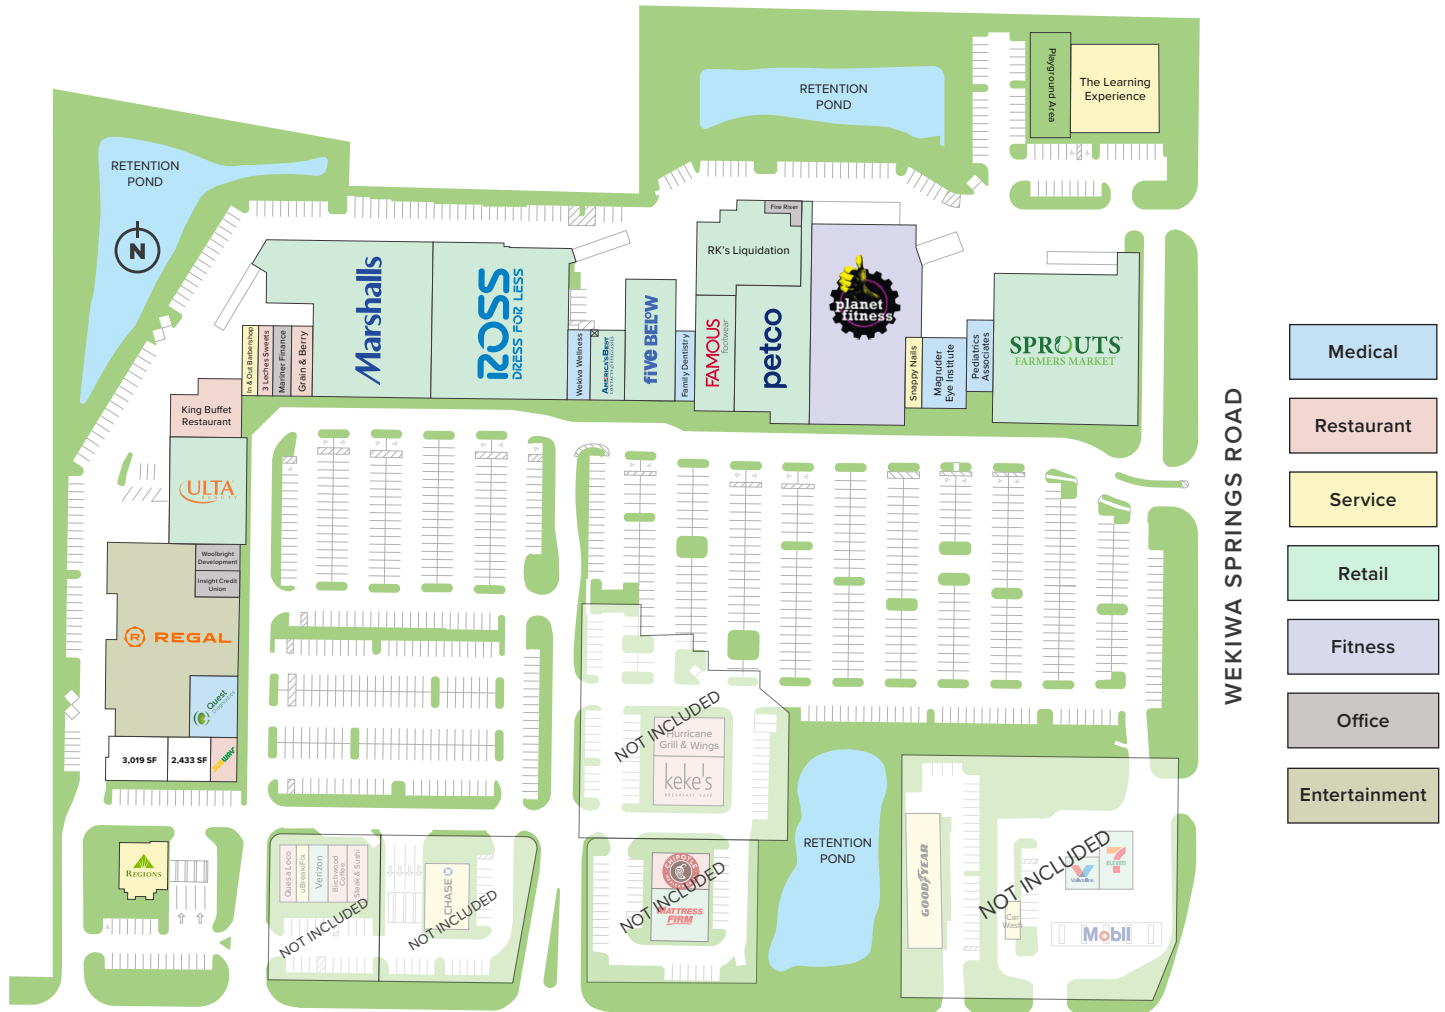 RETENTION
POND
The Learning
Experience
Playground Area
RETENTION
POND
N
Fire River
RK's Liquidation
Marshalls
ROSS
DRESS FOR LESS
planet
fitness
five BELOW
FAMOUS
footwear
petco
SPROUTS
FARMERS MARKET
In & Out Barbershop
3 Leches Sweets
Mariner Finance
Grain & Berry
Wekiva Wellness
AMERICA'S BEST
CONTACTS & EYEGLASSES
Family Dentistry
Snappy Nails
Magruder
Eye Institute
Pediatrics
Associates
King Buffet
Restaurant
ULTA
BEAUTY
Woolbright
Development
Insight Credit
Union
R REGAL
Quest
Diagnostics
3,019 SF
2,433 SF
SUBWAY
REGIONS
Quesa Loco
uBreakiFix
Verizon
Birchwood
Coffee
Steak & Sushi
NOT INCLUDED
CHASE
NOT INCLUDED
NOT INCLUDED
Hurricane
Grill & Wings
keke's
BREAKFAST CAFE
CHIPOTLE
NOT INCLUDED
MATTRESS
FIRM
RETENTION
POND
GOODYEAR
NOT INCLUDED
Valvoline
7
ELEVEN
Car
Wash
Mobil
WEKIWA SPRINGS ROAD
Medical
Restaurant
Service
Retail
Fitness
Office
Entertainment